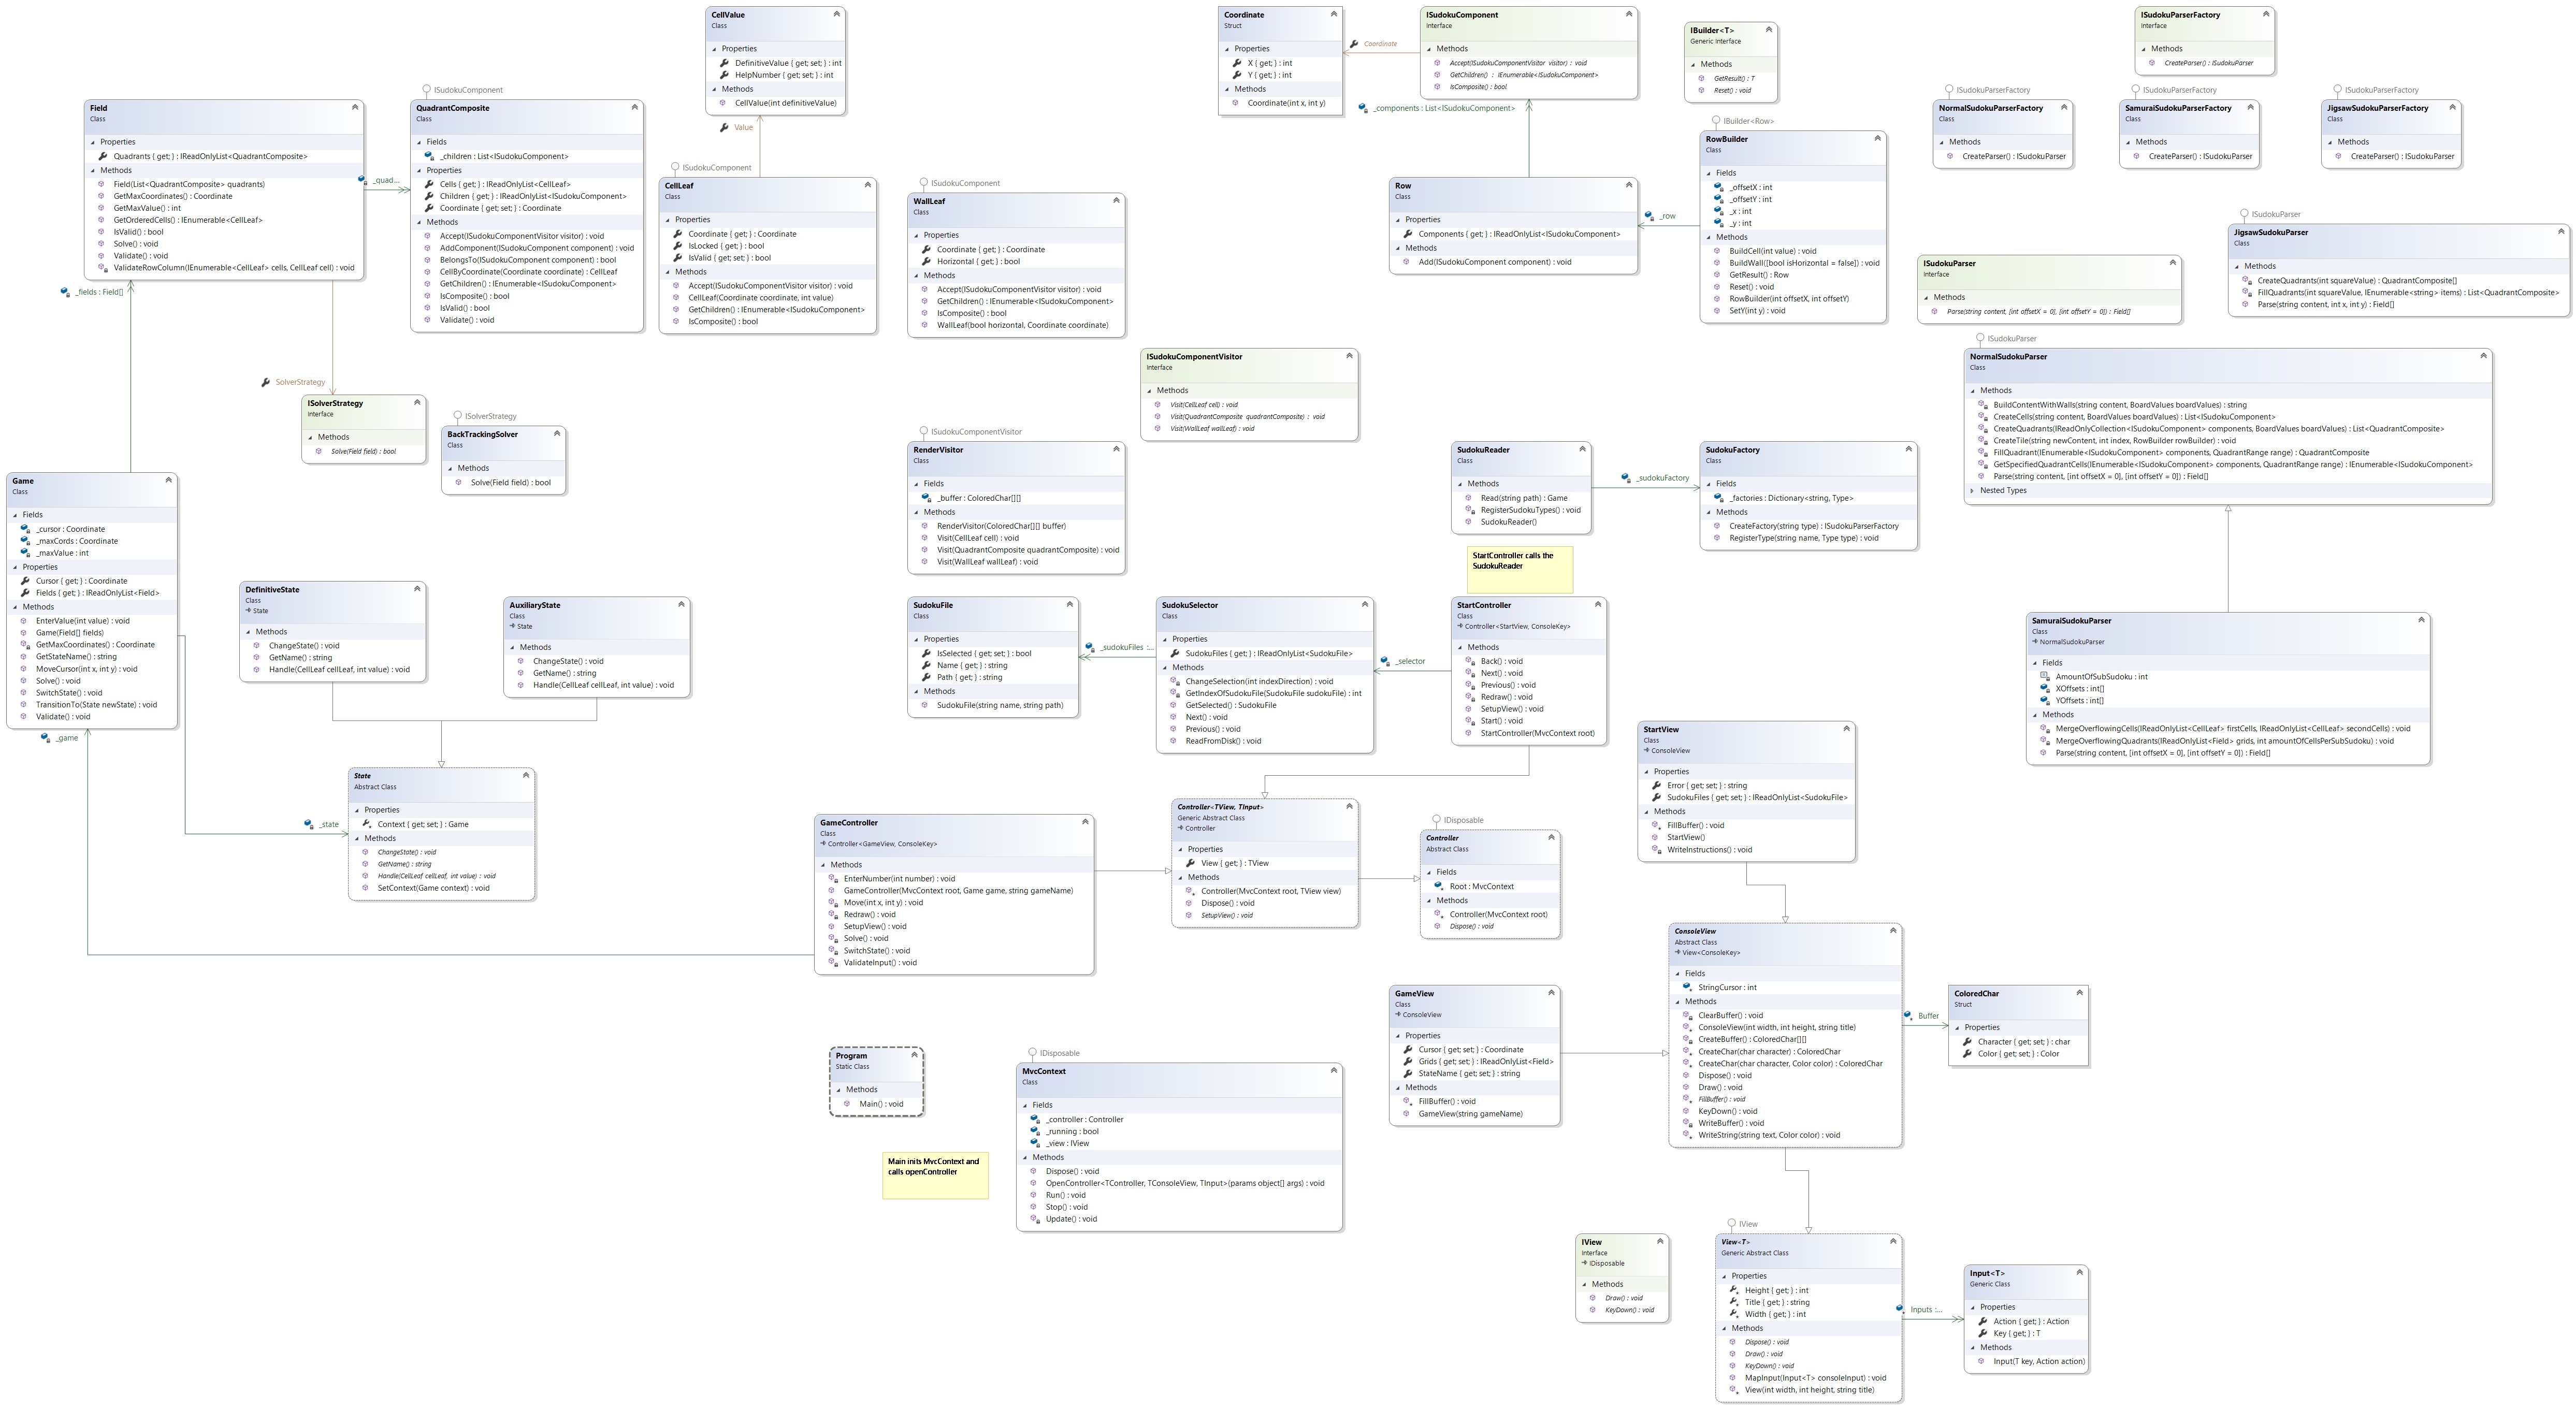 CellValue
Class
Properties
DefinitiveValue { get; set; } : int
HelpNumber { get; set; } : int
Methods
CellValue(int definitiveValue)
Value
Coordinate
Struct
Properties
X { get; } : int
Y { get; } : int
Methods
Coordinate(int x, int y)
Coordinate
ISudokuComponent
Interface
Methods
Accept(ISudokuComponentVisitor visitor) : void
GetChildren() : IEnumerable<ISudokuComponent>
IsComposite() : bool
_components : List<ISudokuComponent>
IBuilder<T>
Generic Interface
Methods
GetResult() : T
Reset() : void
ISudokuParserFactory
Interface
Methods
CreateParser() : ISudokuParser
Field
Class
Properties
Quadrants { get; } : IReadOnlyList<QuadrantComposite>
Methods
Field(List<QuadrantComposite> quadrants)
GetMaxCoordinates() : Coordinate
GetMaxValue() : int
GetOrderedCells() : IEnumerable<CellLeaf>
IsValid() : bool
Solve() : void
Validate() : void
ValidateRowColumn(IEnumerable<CellLeaf> cells, CellLeaf cell) : void
_quad...
_fields : Field[]
SolverStrategy
ISudokuComponent
QuadrantComposite
Class
Fields
_children : List<ISudokuComponent>
Properties
Cells { get; } : IReadOnlyList<CellLeaf>
Children { get; } : IReadOnlyList<ISudokuComponent>
Coordinate { get; set; } : Coordinate
Methods
Accept(ISudokuComponentVisitor visitor) : void
AddComponent(ISudokuComponent component) : void
BelongsTo(ISudokuComponent component) : bool
CellByCoordinate(Coordinate coordinate) : CellLeaf
GetChildren() : IEnumerable<ISudokuComponent>
IsComposite() : bool
IsValid() : bool
Validate() : void
ISudokuComponent
CellLeaf
Class
Properties
Coordinate { get; } : Coordinate
IsLocked { get; } : bool
IsValid { get; set; } : bool
Methods
Accept(ISudokuComponentVisitor visitor) : void
CellLeaf(Coordinate coordinate, int value)
GetChildren() : IEnumerable<ISudokuComponent>
IsComposite() : bool
ISudokuComponent
WallLeaf
Class
Properties
Coordinate { get; } : Coordinate
Horizontal { get; } : bool
Methods
Accept(ISudokuComponentVisitor visitor) : void
GetChildren() : IEnumerable<ISudokuComponent>
IsComposite() : bool
WallLeaf(bool horizontal, Coordinate coordinate)
Row
Class
Properties
Components { get; } : IReadOnlyList<ISudokuComponent>
Methods
Add(ISudokuComponent component) : void
_row
IBuilder<Row>
RowBuilder
Class
Fields
_offsetX : int
_offsetY : int
_x : int
_y : int
Methods
BuildCell(int value) : void
BuildWall([bool isHorizontal = false]) : void
GetResult() : Row
Reset() : void
RowBuilder(int offsetX, int offsetY)
SetY(int y) : void
ISudokuParserFactory
NormalSudokuParserFactory
Class
Methods
CreateParser() : ISudokuParser
ISudokuParserFactory
SamuraiSudokuParserFactory
Class
Methods
CreateParser() : ISudokuParser
ISudokuParserFactory
JigsawSudokuParserFactory
Class
Methods
CreateParser() : ISudokuParser
ISudokuParser
JigsawSudokuParser
Class
Methods
CreateQuadrants(int squareValue) : QuadrantComposite[]
FillQuadrants(int squareValue, IEnumerable<string> items) : List<QuadrantComposite>
Parse(string content, int x, int y) : Field[]
ISudokuParser
Interface
Methods
Parse(string content, [int offsetX = 0], [int offsetY = 0]) : Field[]
ISudokuParser
NormalSudokuParser
Class
Methods
BuildContentWithWalls(string content, BoardValues boardValues) : string
CreateCells(string content, BoardValues boardValues) : List<ISudokuComponent>
CreateQuadrants(IReadOnlyCollection<ISudokuComponent> components, BoardValues boardValues) : List<QuadrantComposite>
CreateTile(string newContent, int index, RowBuilder rowBuilder) : void
FillQuadrant(IEnumerable<ISudokuComponent> components, QuadrantRange range) : QuadrantComposite
GetSpecifiedQuadrantCells(IEnumerable<ISudokuComponent> components, QuadrantRange range) : IEnumerable<ISudokuComponent>
Parse(string content, [int offsetX = 0], [int offsetY = 0]) : Field[]
Nested Types
ISolverStrategy
Interface
Methods
Solve(Field field) : bool
ISolverStrategy
BackTrackingSolver
Class
Methods
Solve(Field field) : bool
ISudokuComponentVisitor
Interface
Methods
Visit(CellLeaf cell) : void
Visit(QuadrantComposite quadrantComposite) : void
Visit(WallLeaf wallLeaf) : void
ISudokuComponentVisitor
RenderVisitor
Class
Fields
_buffer : ColoredChar[][]
Methods
RenderVisitor(ColoredChar[][] buffer)
Visit(CellLeaf cell) : void
Visit(QuadrantComposite quadrantComposite) : void
Visit(WallLeaf wallLeaf) : void
SudokuReader
Class
Methods
Read(string path) : Game
RegisterSudokuTypes() : void
SudokuReader()
_sudokuFactory
SudokuFactory
Class
Fields
_factories : Dictionary<string, Type>
Methods
CreateFactory(string type) : ISudokuParserFactory
RegisterType(string name, Type type) : void
StartController calls the
SudokuReader
Game
Class
Fields
_cursor : Coordinate
_maxCords : Coordinate
_maxValue : int
Properties
Cursor { get; } : Coordinate
Fields { get; } : IReadOnlyList<Field>
Methods
EnterValue(int value) : void
Game(Field[] fields)
GetMaxCoordinates() : Coordinate
GetStateName() : string
MoveCursor(int x, int y) : void
Solve() : void
SwitchState() : void
TransitionTo(State newState) : void
Validate() : void
_game
DefinitiveState
Class
State
Methods
ChangeState() : void
GetName() : string
Handle(CellLeaf cellLeaf, int value) : void
AuxiliaryState
Class
State
Methods
ChangeState() : void
GetName() : string
Handle(CellLeaf cellLeaf, int value) : void
_state
State
Abstract Class
Properties
Context { get; set; } : Game
Methods
ChangeState() : void
GetName() : string
Handle(CellLeaf cellLeaf, int value) : void
SetContext(Game context) : void
SudokuFile
Class
Properties
IsSelected { get; set; } : bool
Name { get; } : string
Path { get; } : string
Methods
SudokuFile(string name, string path)
_sudokuFiles :...
SudokuSelector
Class
Properties
SudokuFiles { get; } : IReadOnlyList<SudokuFile>
Methods
ChangeSelection(int indexDirection) : void
GetIndexOfSudokuFile(SudokuFile sudokuFile) : int
GetSelected() : SudokuFile
Next() : void
Previous() : void
ReadFromDisk() : void
_selector
StartController
Class
Controller<StartView, ConsoleKey>
Methods
Back() : void
Next() : void
Previous() : void
Redraw() : void
SetupView() : void
Start() : void
StartController(MvcContext root)
SamuraiSudokuParser
Class
NormalSudokuParser
Fields
AmountOfSubSudoku : int
XOffsets : int[]
YOffsets : int[]
Methods
MergeOverflowingCells(IReadOnlyList<CellLeaf> firstCells, IReadOnlyList<CellLeaf> secondCells) : void
MergeOverflowingQuadrants(IReadOnlyList<Field> grids, int amountOfCellsPerSubSudoku) : void
Parse(string content, [int offsetX = 0], [int offsetY = 0]) : Field[]
StartView
Class
ConsoleView
Properties
Error { get; set; } : string
SudokuFiles { get; set; } : IReadOnlyList<SudokuFile>
Methods
FillBuffer() : void
StartView()
WriteInstructions() : void
GameController
Class
Controller<GameView, ConsoleKey>
Methods
EnterNumber(int number) : void
GameController(MvcContext root, Game game, string gameName)
Move(int x, int y) : void
Redraw() : void
SetupView() : void
Solve() : void
SwitchState() : void
ValidateInput() : void
Controller<TView, TInput>
Generic Abstract Class
Controller
Properties
View { get; } : TView
Methods
Controller(MvcContext root, TView view)
Dispose() : void
SetupView() : void
IDisposable
Controller
Abstract Class
Fields
Root : MvcContext
Methods
Controller(MvcContext root)
Dispose() : void
ConsoleView
Abstract Class
View<ConsoleKey>
Fields
StringCursor : int
Methods
ClearBuffer() : void
ConsoleView(int width, int height, string title)
CreateBuffer() : ColoredChar[][]
CreateChar(char character) : ColoredChar
CreateChar(char character, Color color) : ColoredChar
Dispose() : void
Draw() : void
FillBuffer() : void
KeyDown() : void
WriteBuffer() : void
WriteString(string text, Color color) : void
Buffer
ColoredChar
Struct
Properties
Character { get; set; } : char
Color { get; set; } : Color
GameView
Class
ConsoleView
Properties
Cursor { get; set; } : Coordinate
Grids { get; set; } : IReadOnlyList<Field>
StateName { get; set; } : string
Methods
FillBuffer() : void
GameView(string gameName)
Program
Static Class
Methods
Main() : void
Main inits MvcContext and
calls openController
IDisposable
MvcContext
Class
Fields
_controller : Controller
_running : bool
_view : IView
Methods
Dispose() : void
OpenController<TController, TConsoleView, TInput>(params object[] args) : void
Run() : void
Stop() : void
Update() : void
IView
Interface
IDisposable
Methods
Draw() : void
KeyDown() : void
IView
View<T>
Generic Abstract Class
Properties
Height { get; } : int
Title { get; } : string
Width { get; } : int
Methods
Dispose() : void
Draw() : void
KeyDown() : void
MapInput(Input<T> consoleInput) : void
View(int width, int height, string title)
Inputs :...
Input<T>
Generic Class
Properties
Action { get; } : Action
Key { get; } : T
Methods
Input(T key, Action action)